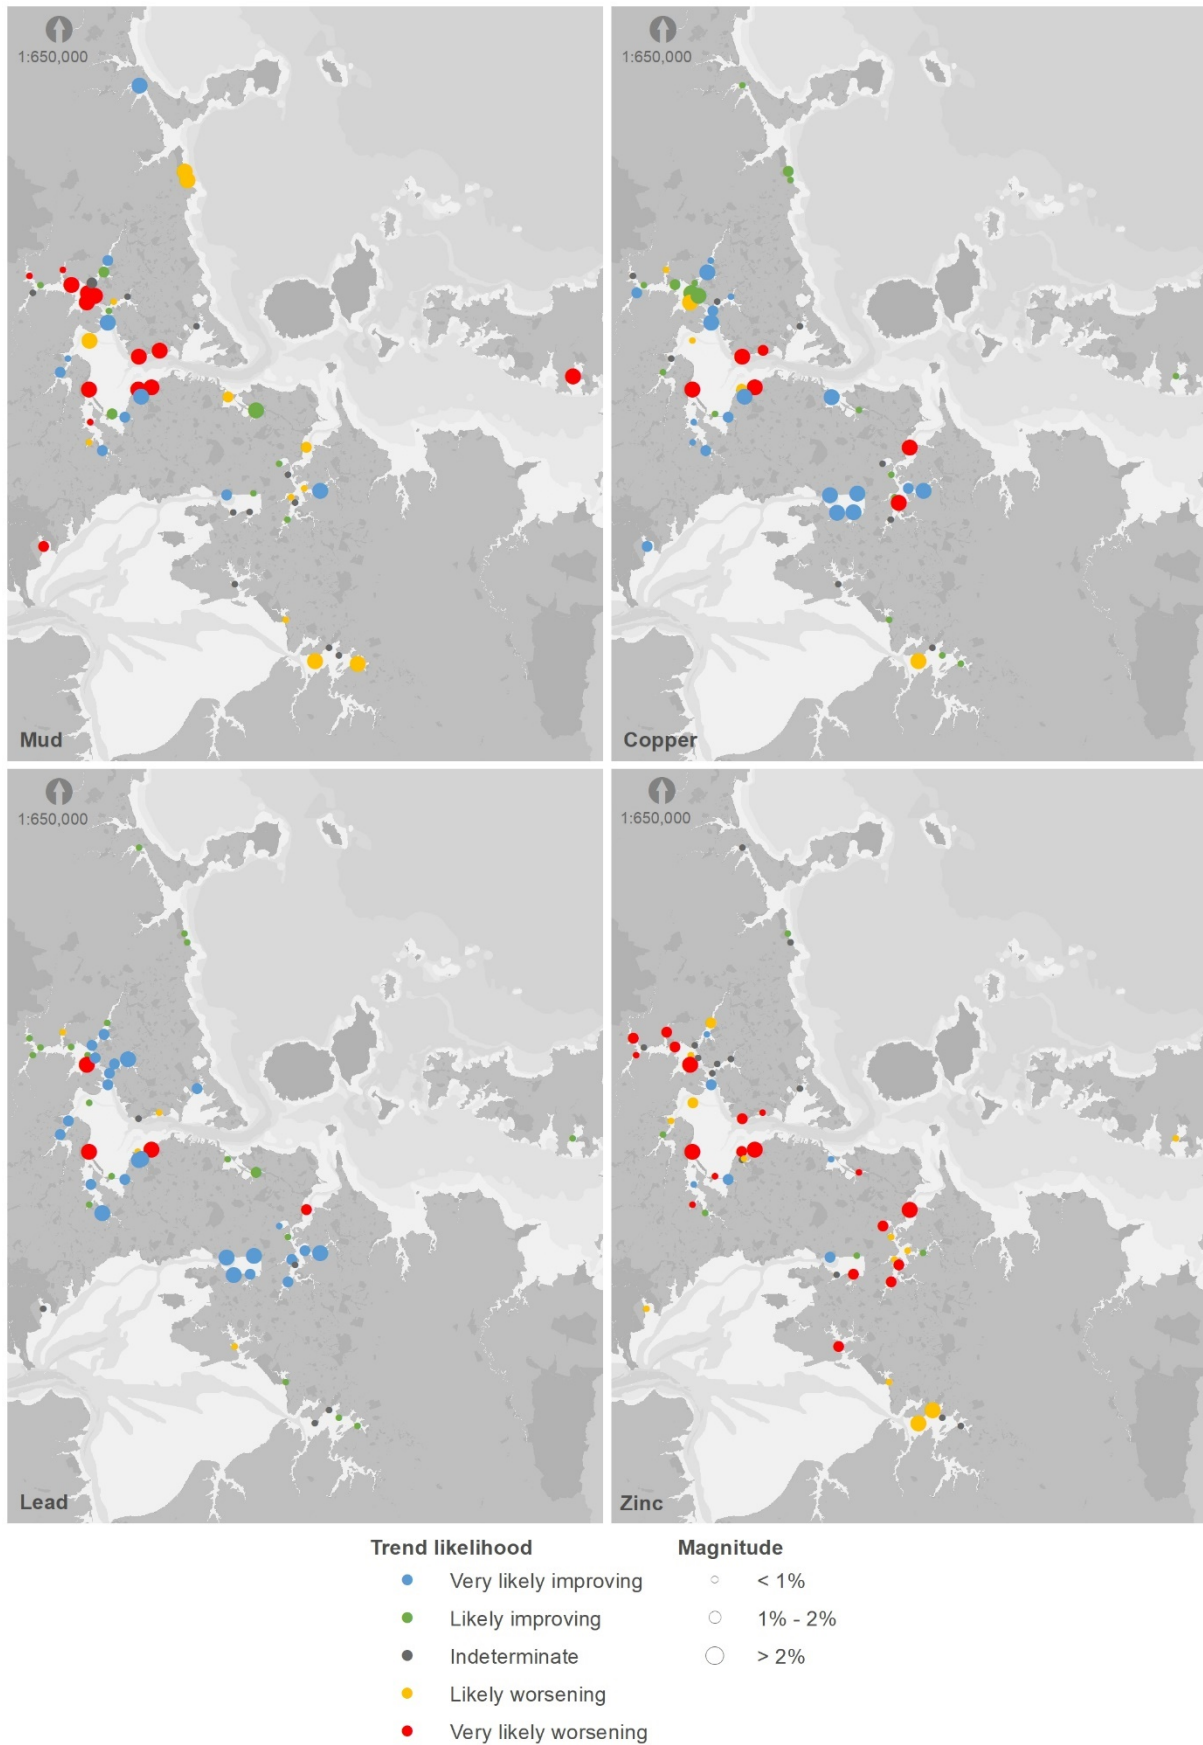 1:650,000
1:650,000
Mud
Copper
1:650,000
1:650,000
Lead
Zinc
Trend likelihood
Magnitude
Very likely improving
< 1%
Likely improving
1% - 2%
Indeterminate
> 2%
Likely worsening
Very likely worsening